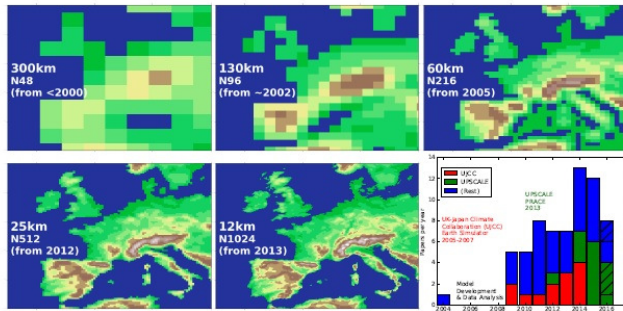 300km
N48
(from <2000)
130km
N96
(from ~2002)
60km
N216
(from 2005)
25km
N512
(from 2012)
12km
N1024
(from 2013)
Papers per year
14
12
10
8
6
4
2
0
UJCC
UPSCALE
(Rest)
UPSCALE
PRACE
2013
UK-Japan Climate
Collaboration (UJCC)
Earth Simulator
2005-2007
Model
Development
& Data Analysis
2004 2006 2008 2010 2012 2014 2016